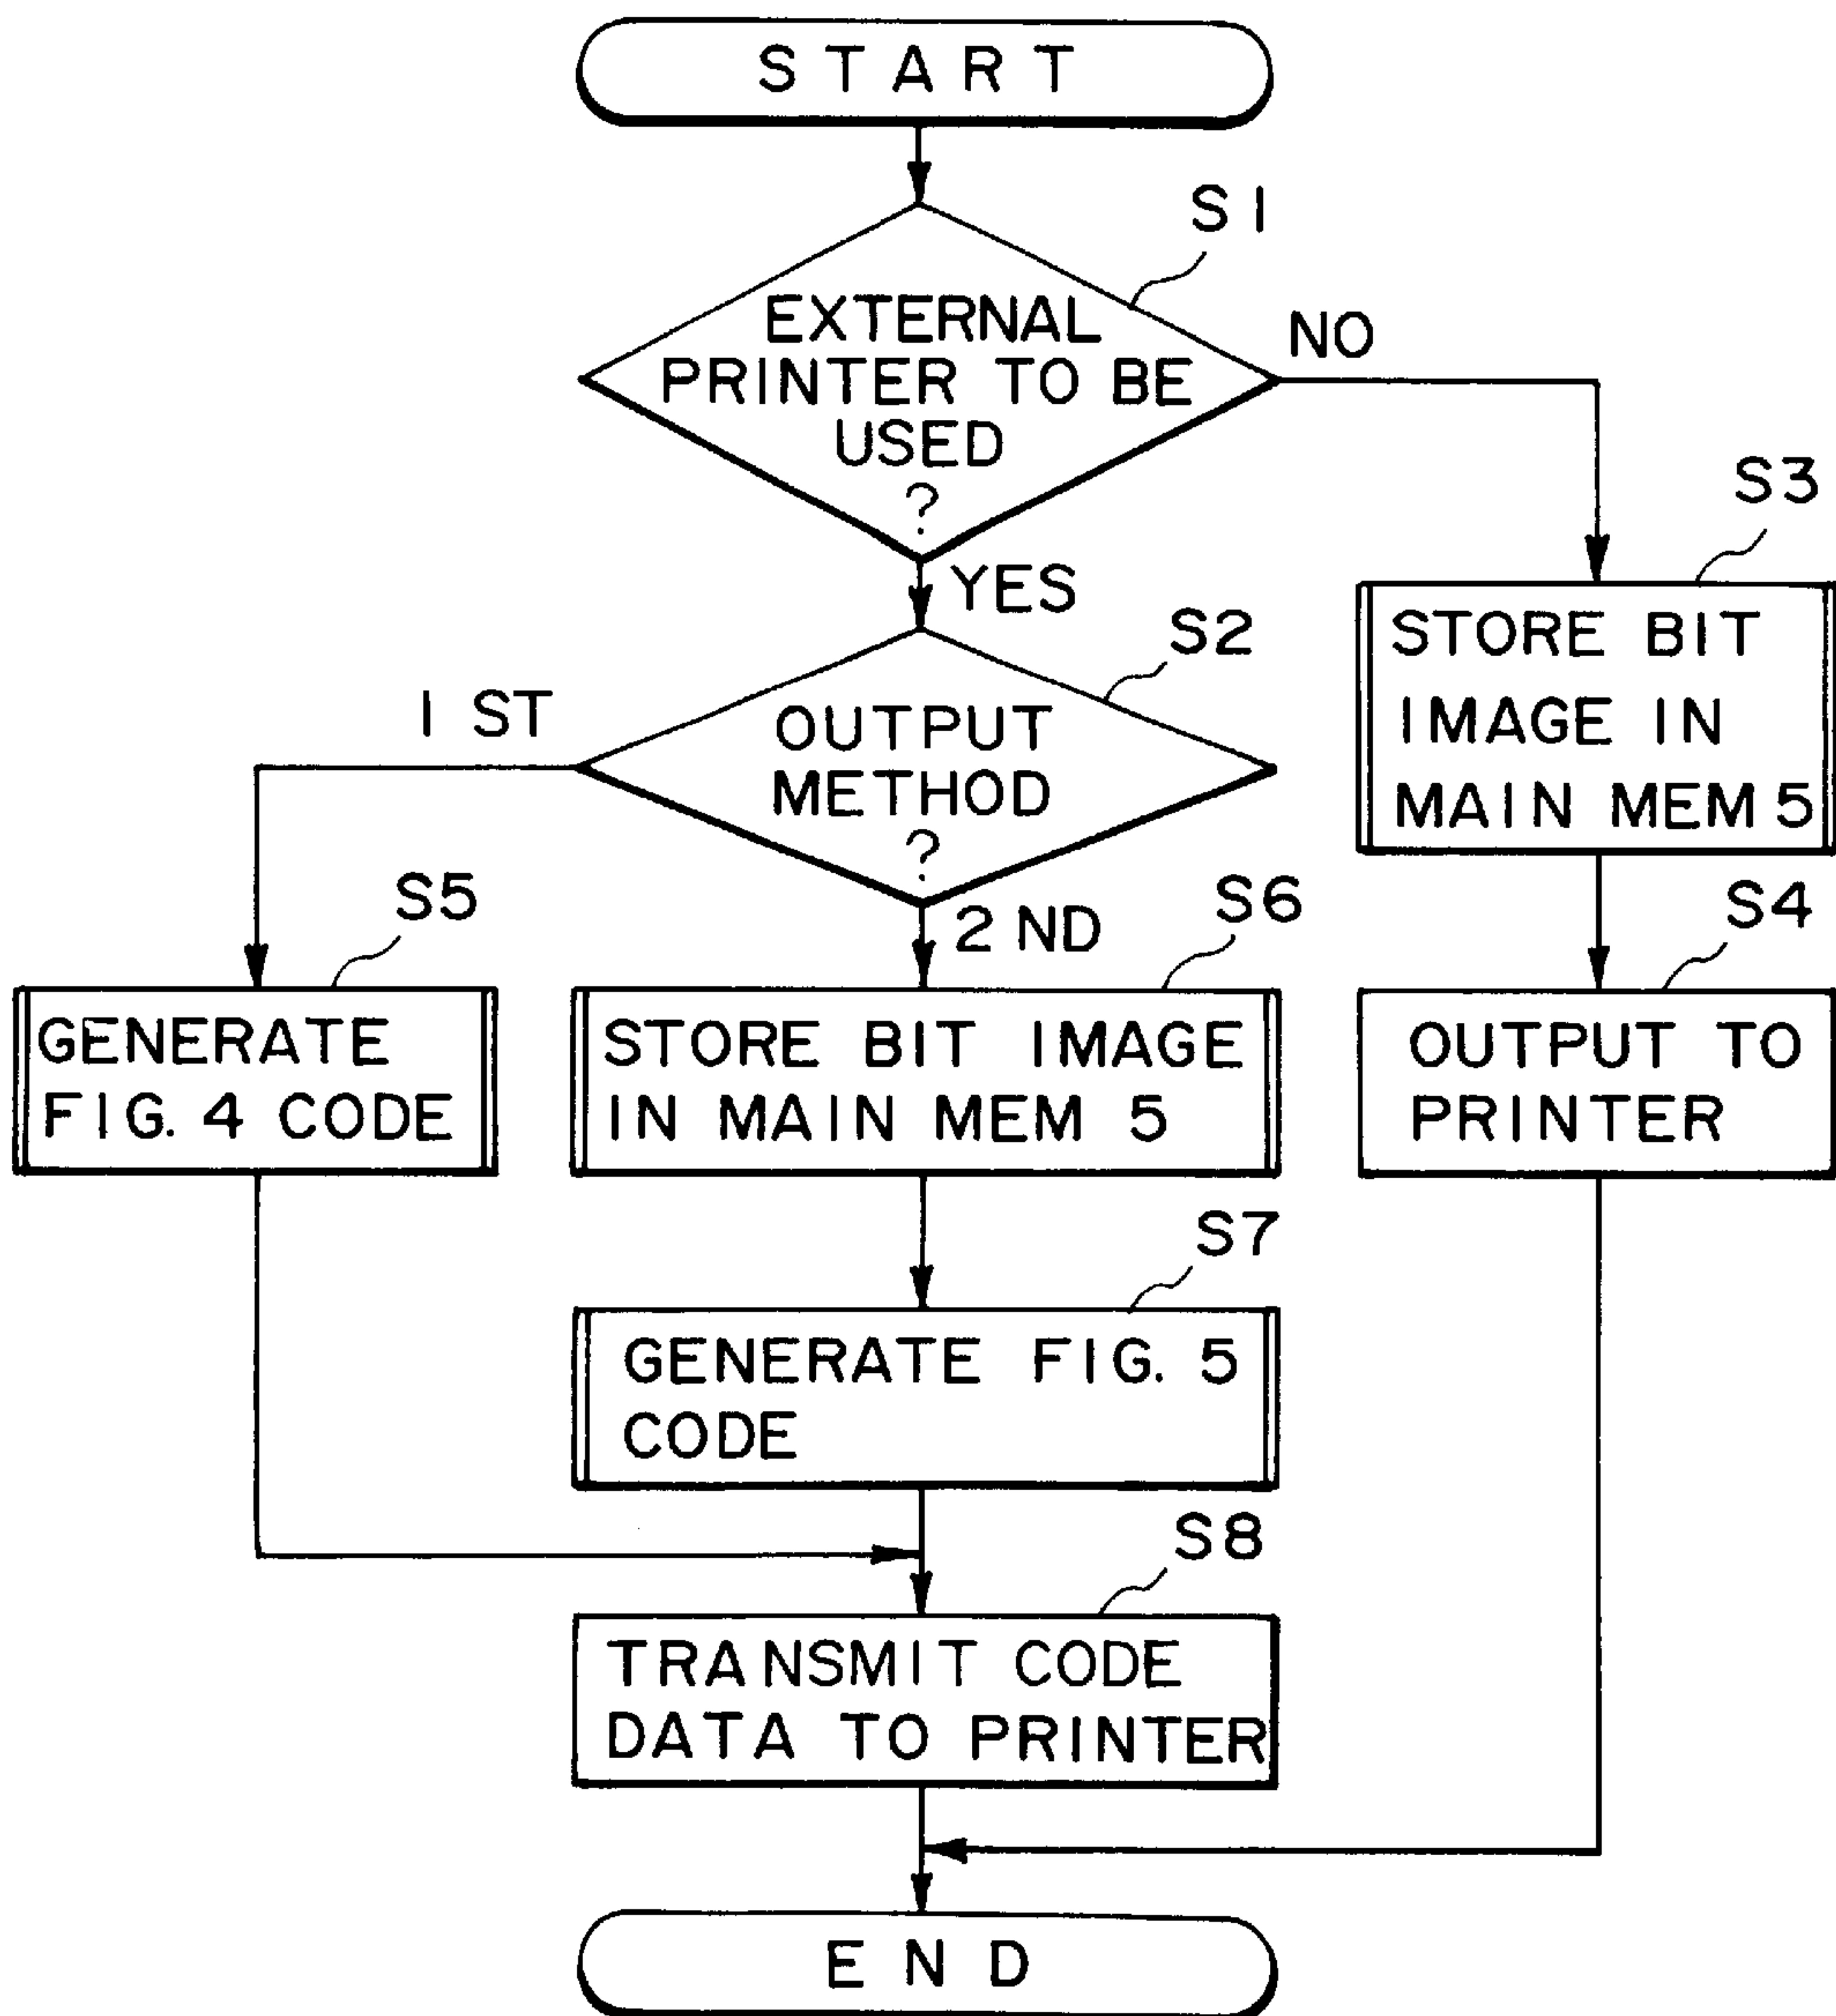 START
S1
EXTERNAL
PRINTER TO BE
USED
?
NO
YES
S3
STORE BIT
IMAGE IN
MAIN MEM 5
S2
OUTPUT
METHOD
?
1 ST
2 ND
S5
GENERATE
FIG. 4 CODE
S6
STORE BIT IMAGE
IN MAIN MEM 5
S4
OUTPUT TO
PRINTER
S7
GENERATE FIG. 5
CODE
S8
TRANSMIT CODE
DATA TO PRINTER
END